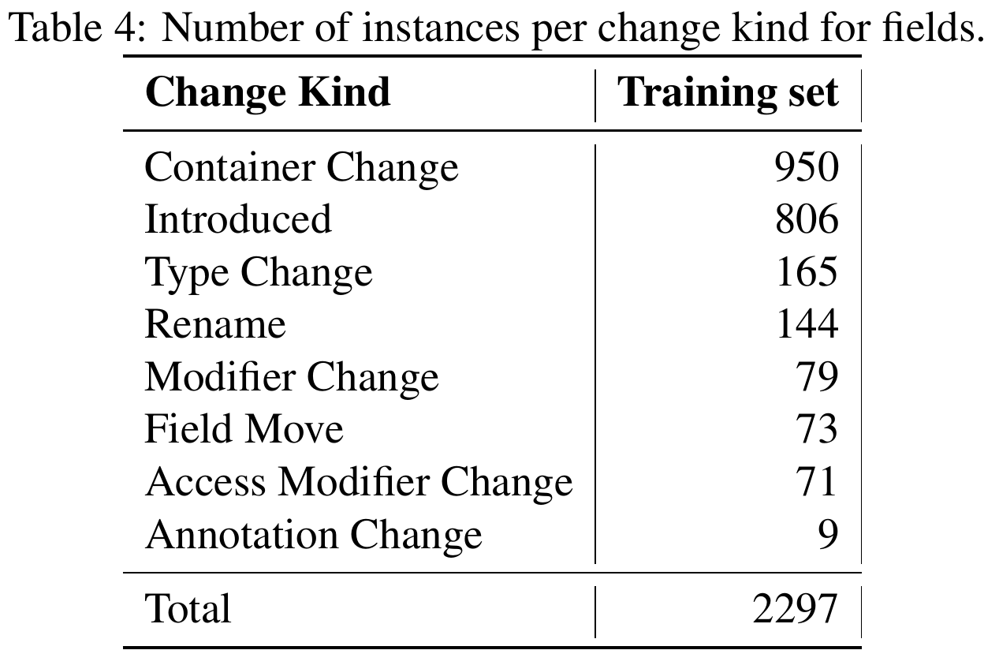 Table 4: Number of instances per change kind for fields.
Change Kind Training set
Container Change 950
Introduced 806
Type Change 165
Rename 144
Modifier Change 79
Field Move 73
Access Modifier Change 71
Annotation Change 9
Total 2297